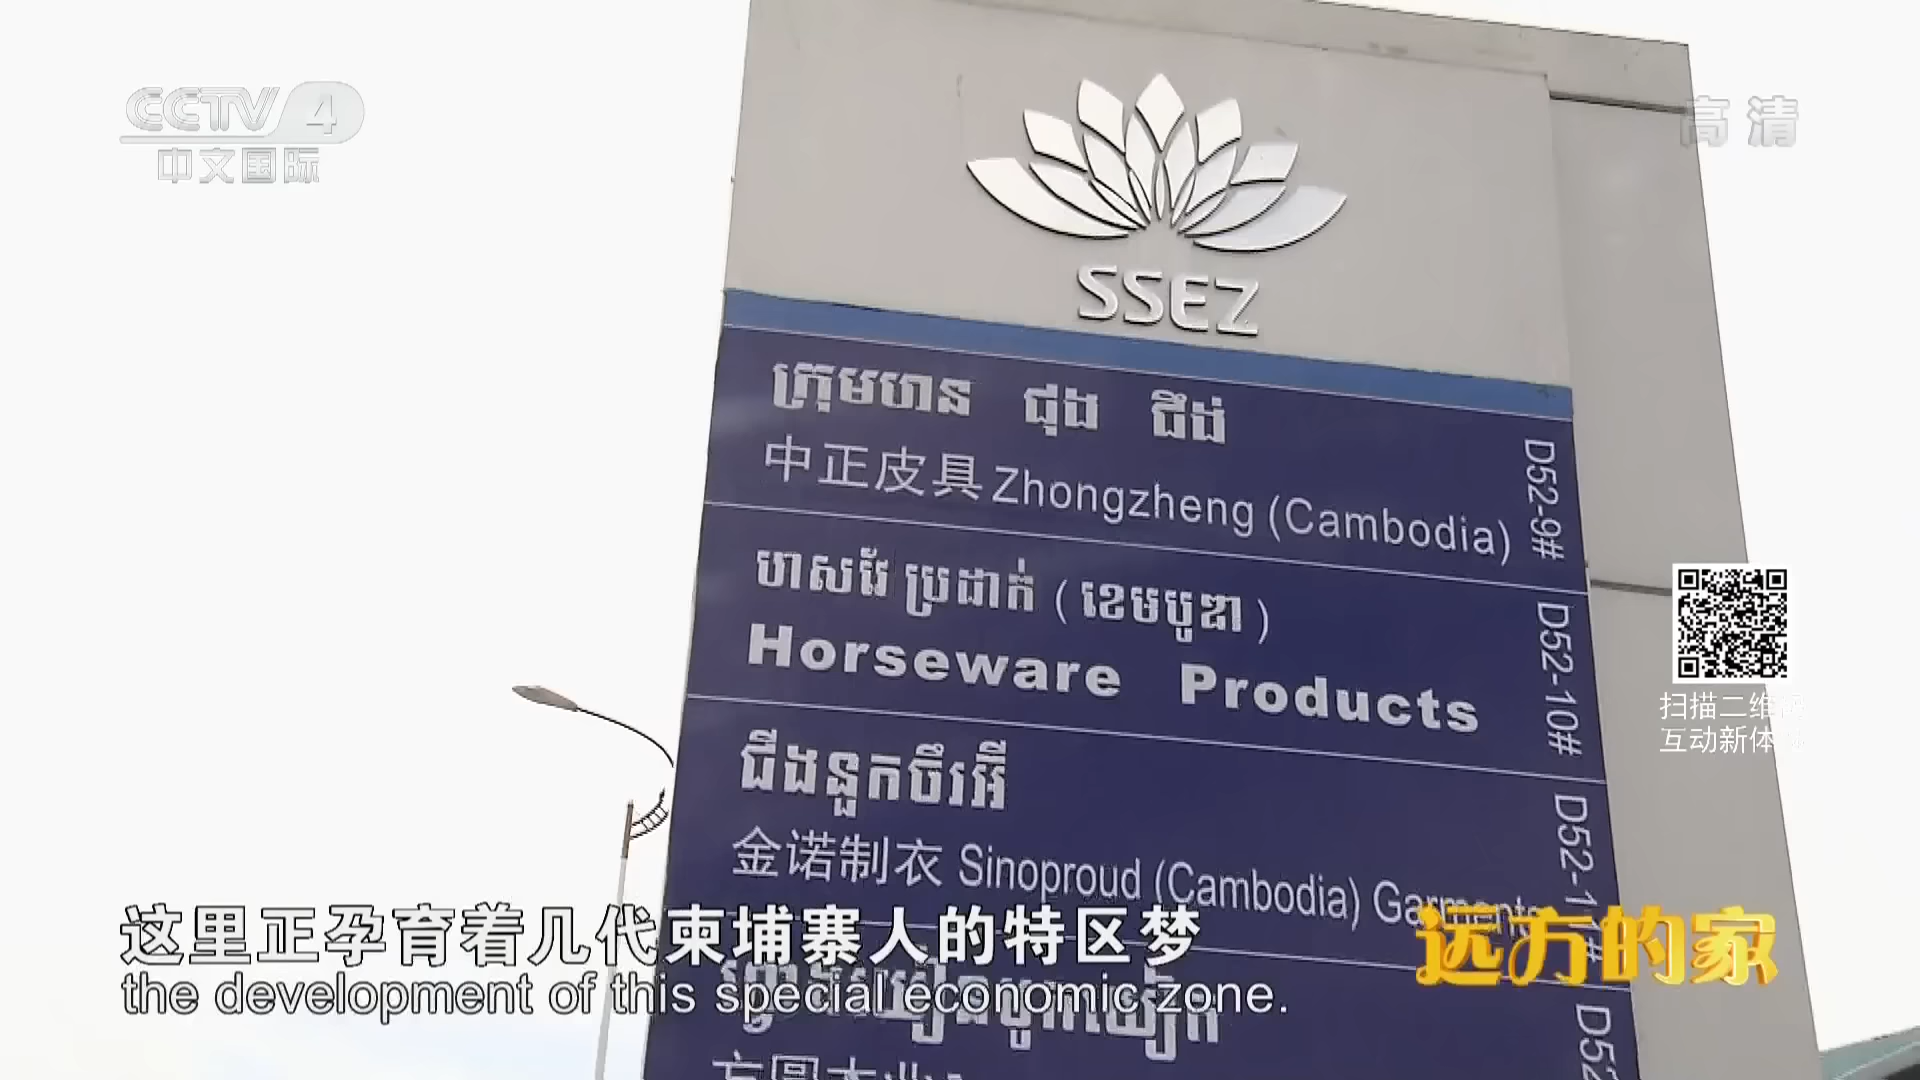 CCTV 4
中文国际
高清
SSEZ
ក្រុមហាន ជុង ជឹង់
中正皮具 Zhongzheng (Cambodia)
D52-9#
ហាសវែ ប្រដាក់ (ខេមបូឌា)
Horseware Products
D52-10#
ជីងនួកចឹរអ៊ី
金诺制衣 Sinoproud (Cambodia) Garments
D52-11#
扫描二维码
互动新体
这里正孕育着几代柬埔寨人的特区梦
the development of this special economic zone.
远方的家
D52